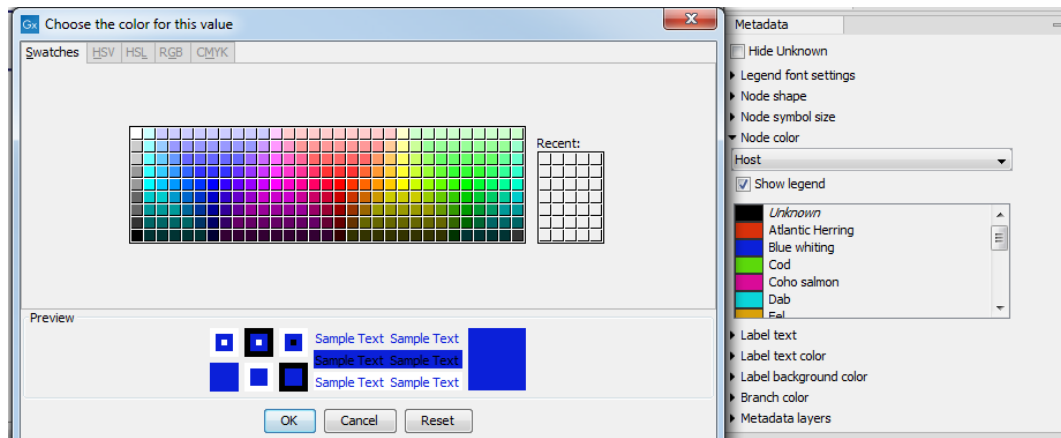 Gx Choose the color for this value
Swatches HSV HSL RGB CMYK
Recent:
Preview
Sample Text Sample Text
Sample Text Sample Text
Sample Text Sample Text
OK Cancel Reset
Metadata
Hide Unknown
Legend font settings
Node shape
Node symbol size
Node color
Host
Show legend
Unknown
Atlantic Herring
Blue whiting
Cod
Coho salmon
Dab
Eel
Label text
Label text color
Label background color
Branch color
Metadata layers